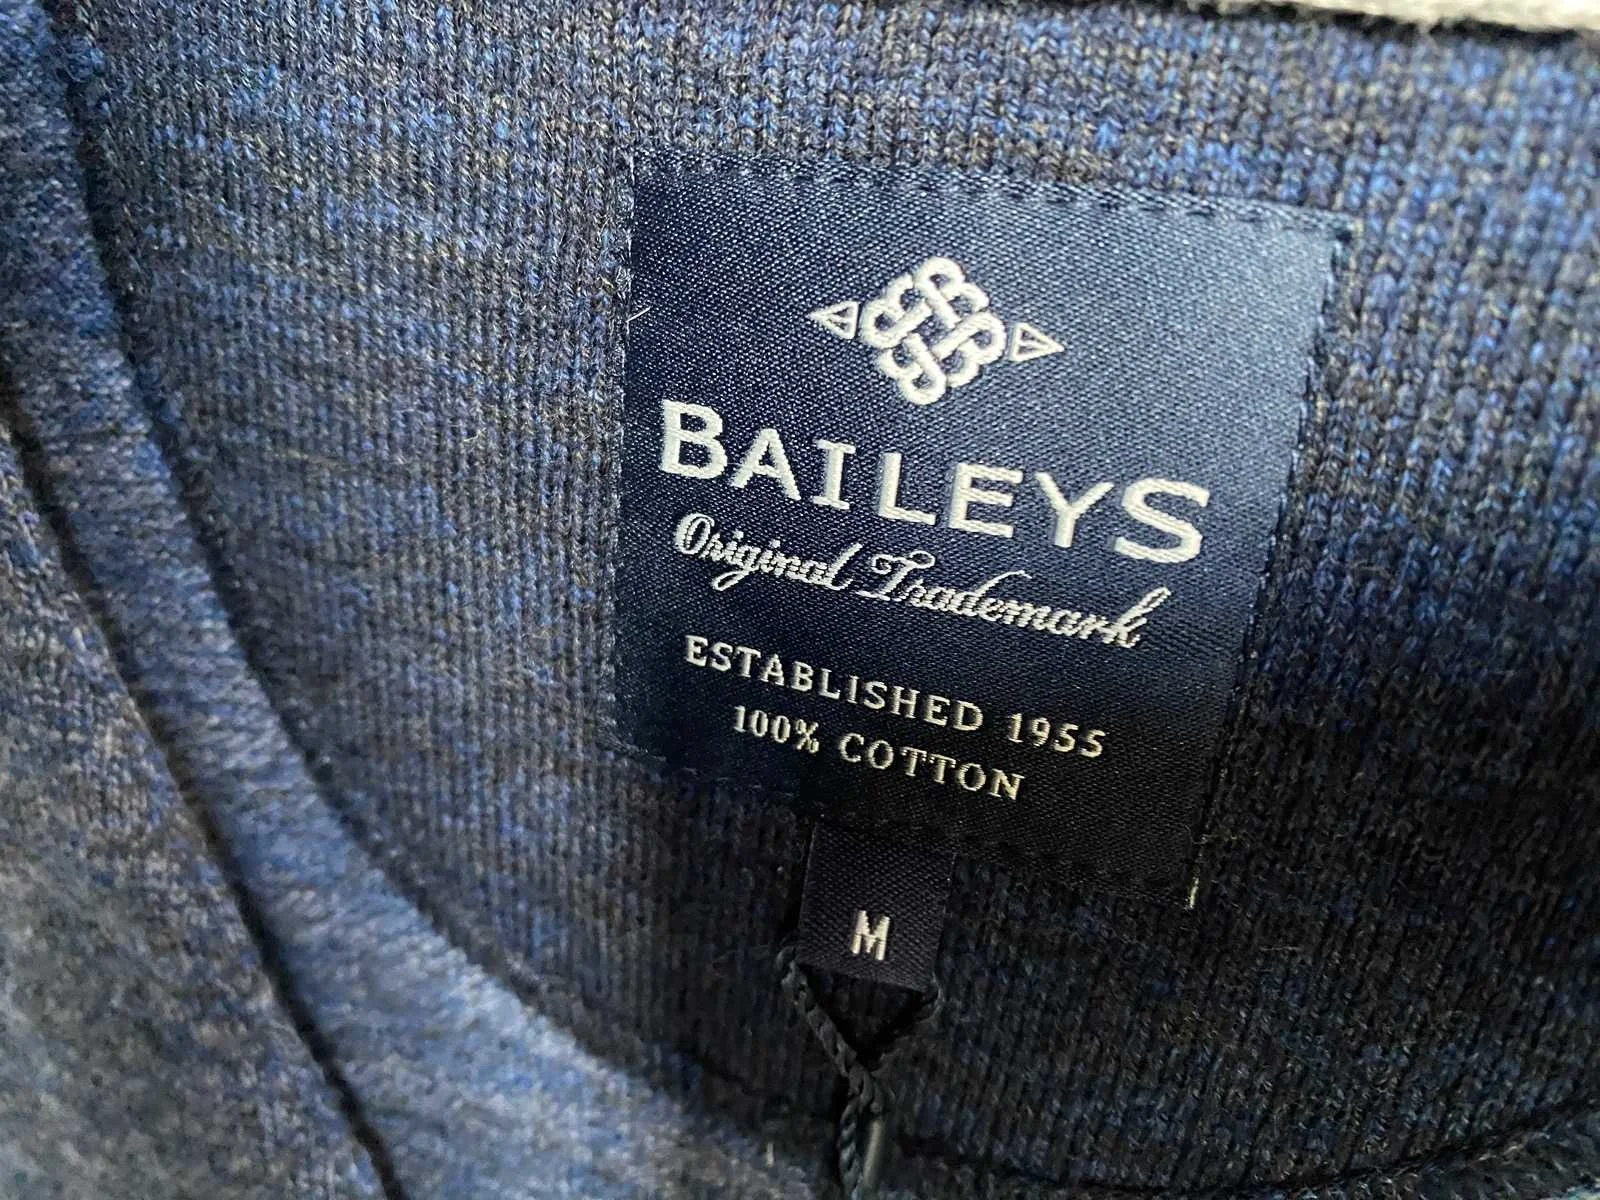 BAILEYS
Original Trademark
ESTABLISHED 1955
100% COTTON
M